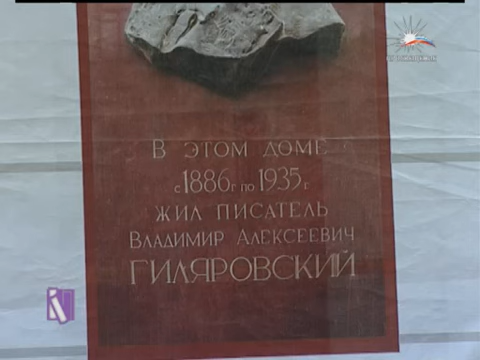 В ЭТОМ ДОМЕ
с 1886 г. по 1935 г.
ЖИЛ ПИСАТЕЛЬ
ВЛАДИМИР АЛЕКСЕЕВИЧ
ГИЛЯРОВСКИЙ